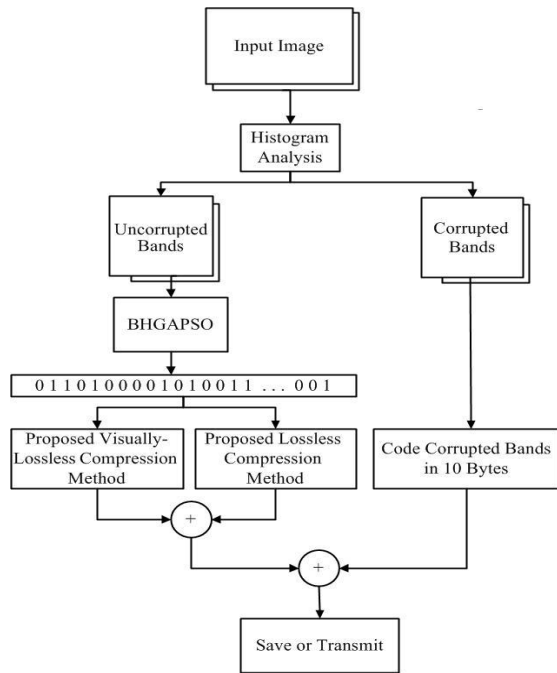 Input Image
Histogram
Analysis
Uncorrupted
Bands
Corrupted
Bands
BHGAPSO
0 1 1 0 1 0 0 0 0 1 0 1 0 0 1 1 ... 0 0 1
Proposed Visually-
Lossless Compression
Method
Proposed Lossless
Compression
Method
Code Corrupted Bands
in 10 Bytes
+
+
Save or Transmit